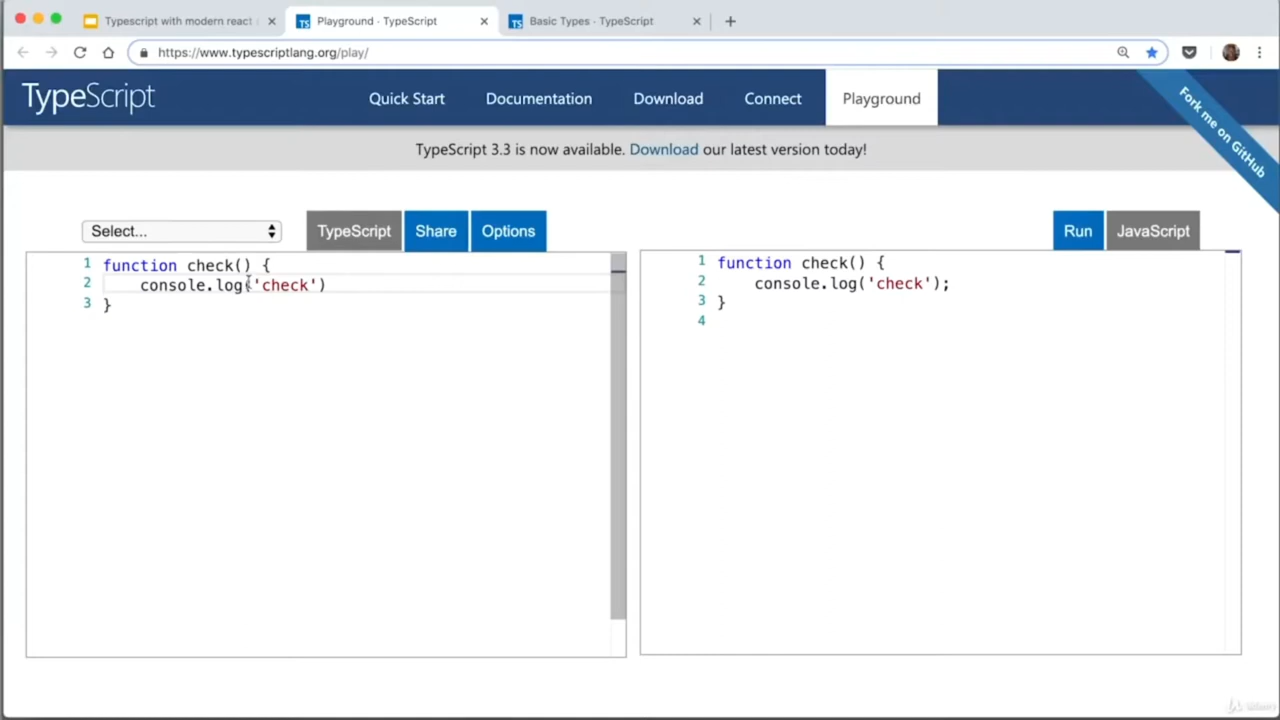 Typescript with modern react
Playground · TypeScript
Basic Types · TypeScript
https://www.typescriptlang.org/play/
TypeScript
Quick Start
Documentation
Download
Connect
Playground
Fork me on GitHub
TypeScript 3.3 is now available. Download our latest version today!
Select...
TypeScript
Share
Options
Run
JavaScript
1 function check() {
2 console.log('check')
3 }
1 function check() {
2 console.log('check');
3 }
4
Udemy